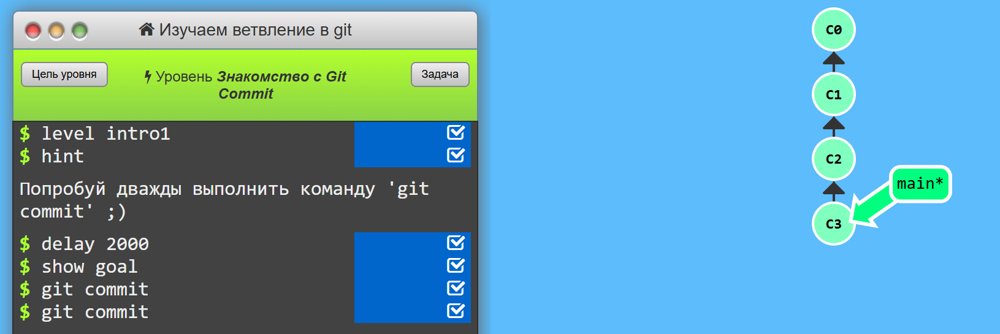 Изучаем ветвление в git
Цель уровня
Уровень Знакомство с Git
Commit
Задача
$ level intro1
$ hint
Попробуй дважды выполнить команду 'git
commit' ;)
$ delay 2000
$ show goal
$ git commit
$ git commit
C0
C1
C2
main*
C3